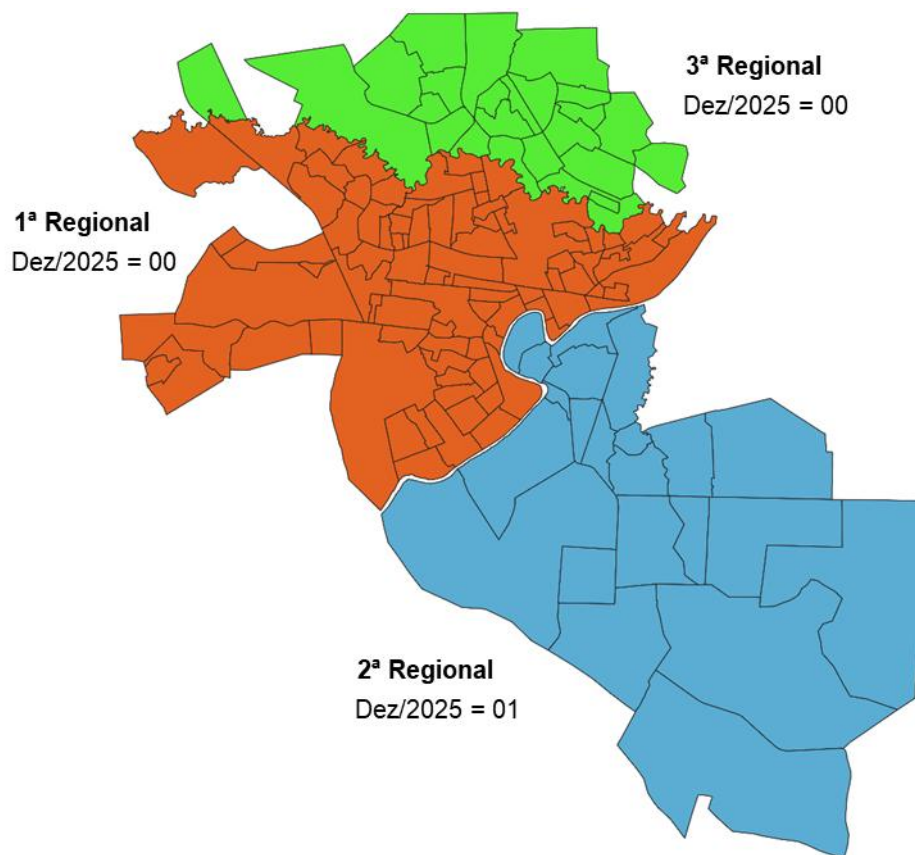 3ª Regional
Dez/2025 = 00
1ª Regional
Dez/2025 = 00
2ª Regional
Dez/2025 = 01